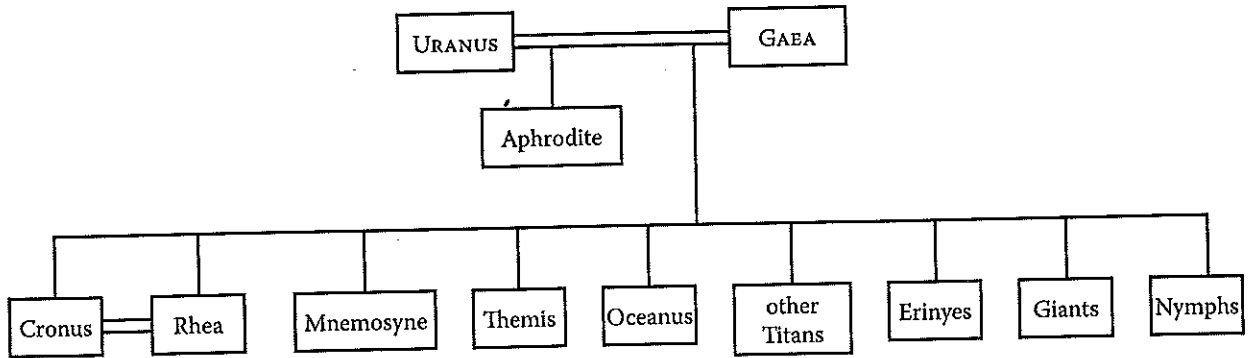 URANUS
GAEA
Aphrodite
Cronus
Rhea
Mnemosyne
Themis
Oceanus
other
Titans
Erinyes
Giants
Nymphs